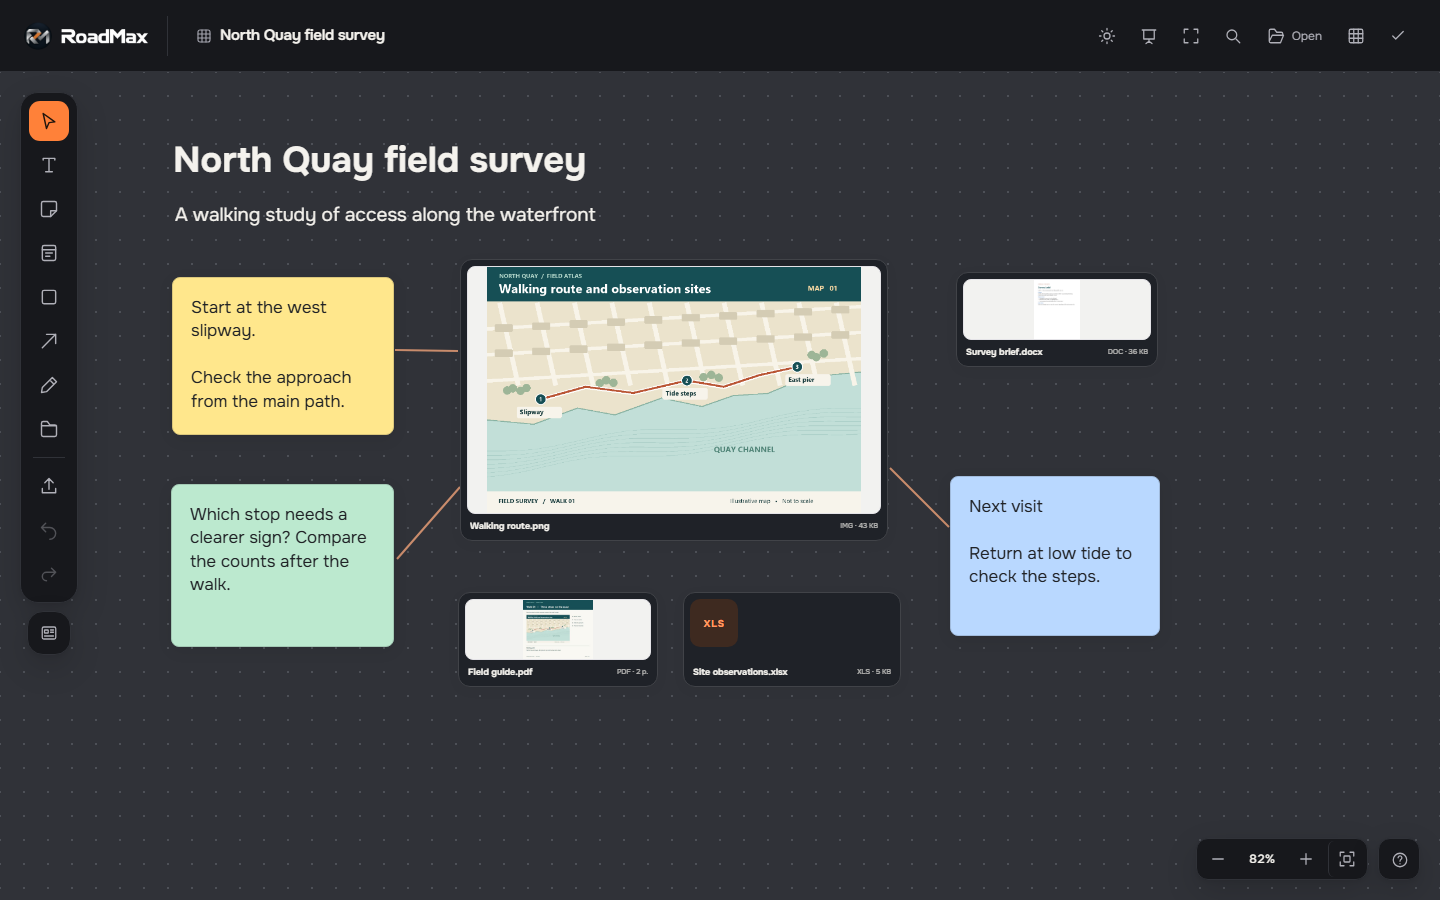 RoadMax
North Quay field survey
Open
North Quay field survey
A walking study of access along the waterfront
Start at the west
slipway.
Check the approach
from the main path.
Which stop needs a
clearer sign? Compare
the counts after the
walk.
NORTH QUAY / FIELD ATLAS
Walking route and observation sites
MAP 01
1
Slipway
2
Tide steps
3
East pier
QUAY CHANNEL
FIELD SURVEY / WALK 01
Illustrative map • Not to scale
Walking route.png
IMG · 43 KB
Survey brief.docx
DOC · 36 KB
Next visit
Return at low tide to
check the steps.
Field guide.pdf
PDF · 2 p.
XLS
Site observations.xlsx
XLS · 5 KB
82%